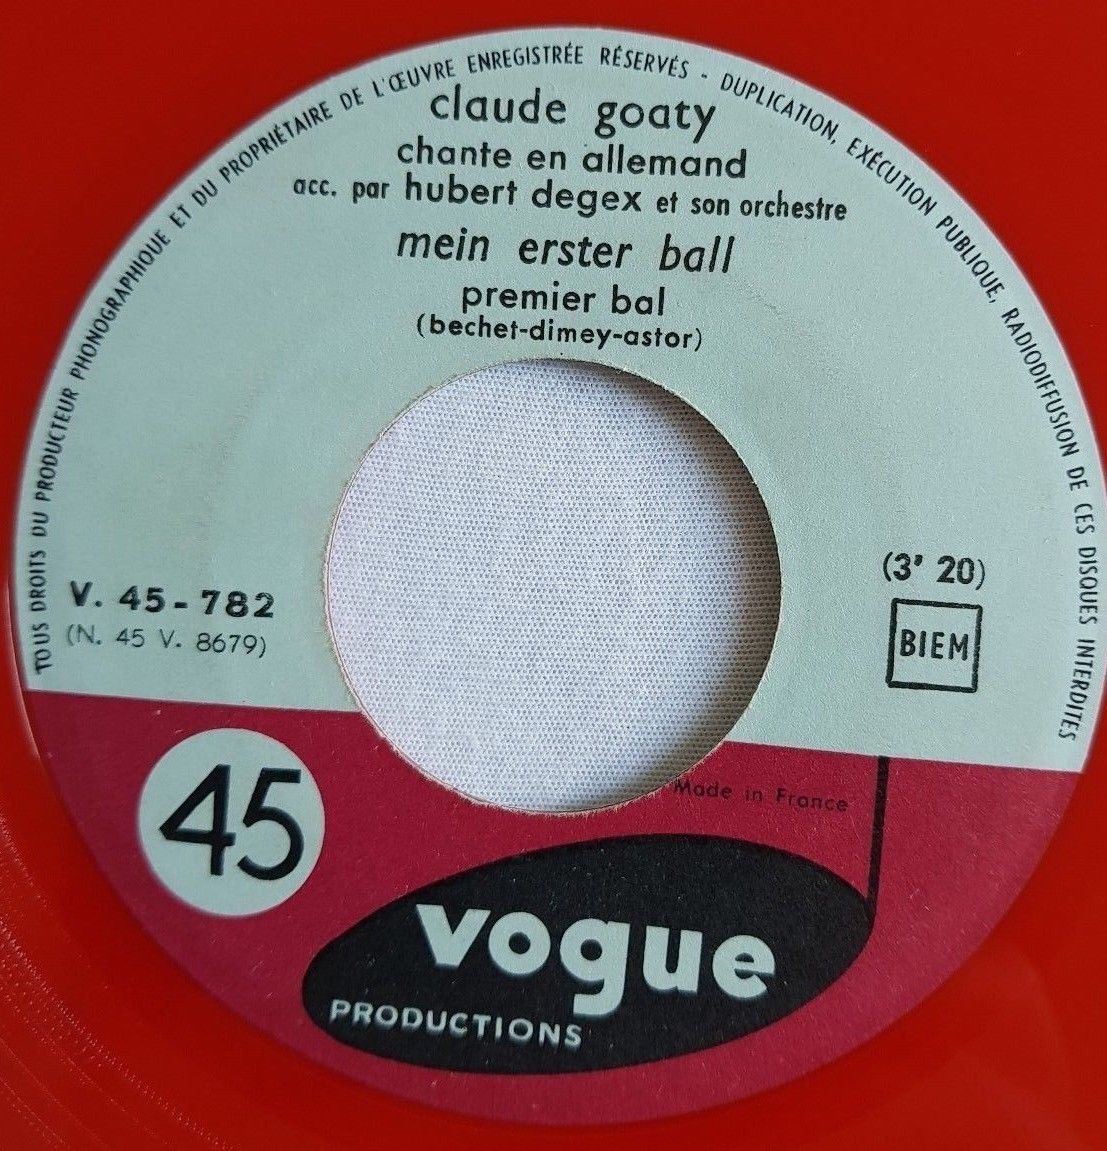 TOUS DROITS DU PRODUCTEUR PHONOGRAPHIQUE ET DU PROPRIÉTAIRE DE L'ŒUVRE ENREGISTRÉE RÉSERVÉS - DUPLICATION, EXÉCUTION PUBLIQUE, RADIODIFFUSION DE CES DISQUES INTERDITES
claude goaty
chante en allemand
acc. par hubert degex et son orchestre
mein erster ball
premier bal
(bechet-dimey-astor)
V. 45-782
(N. 45 V. 8679)
(3' 20)
BIEM
45
Made in France
vogue
PRODUCTIONS